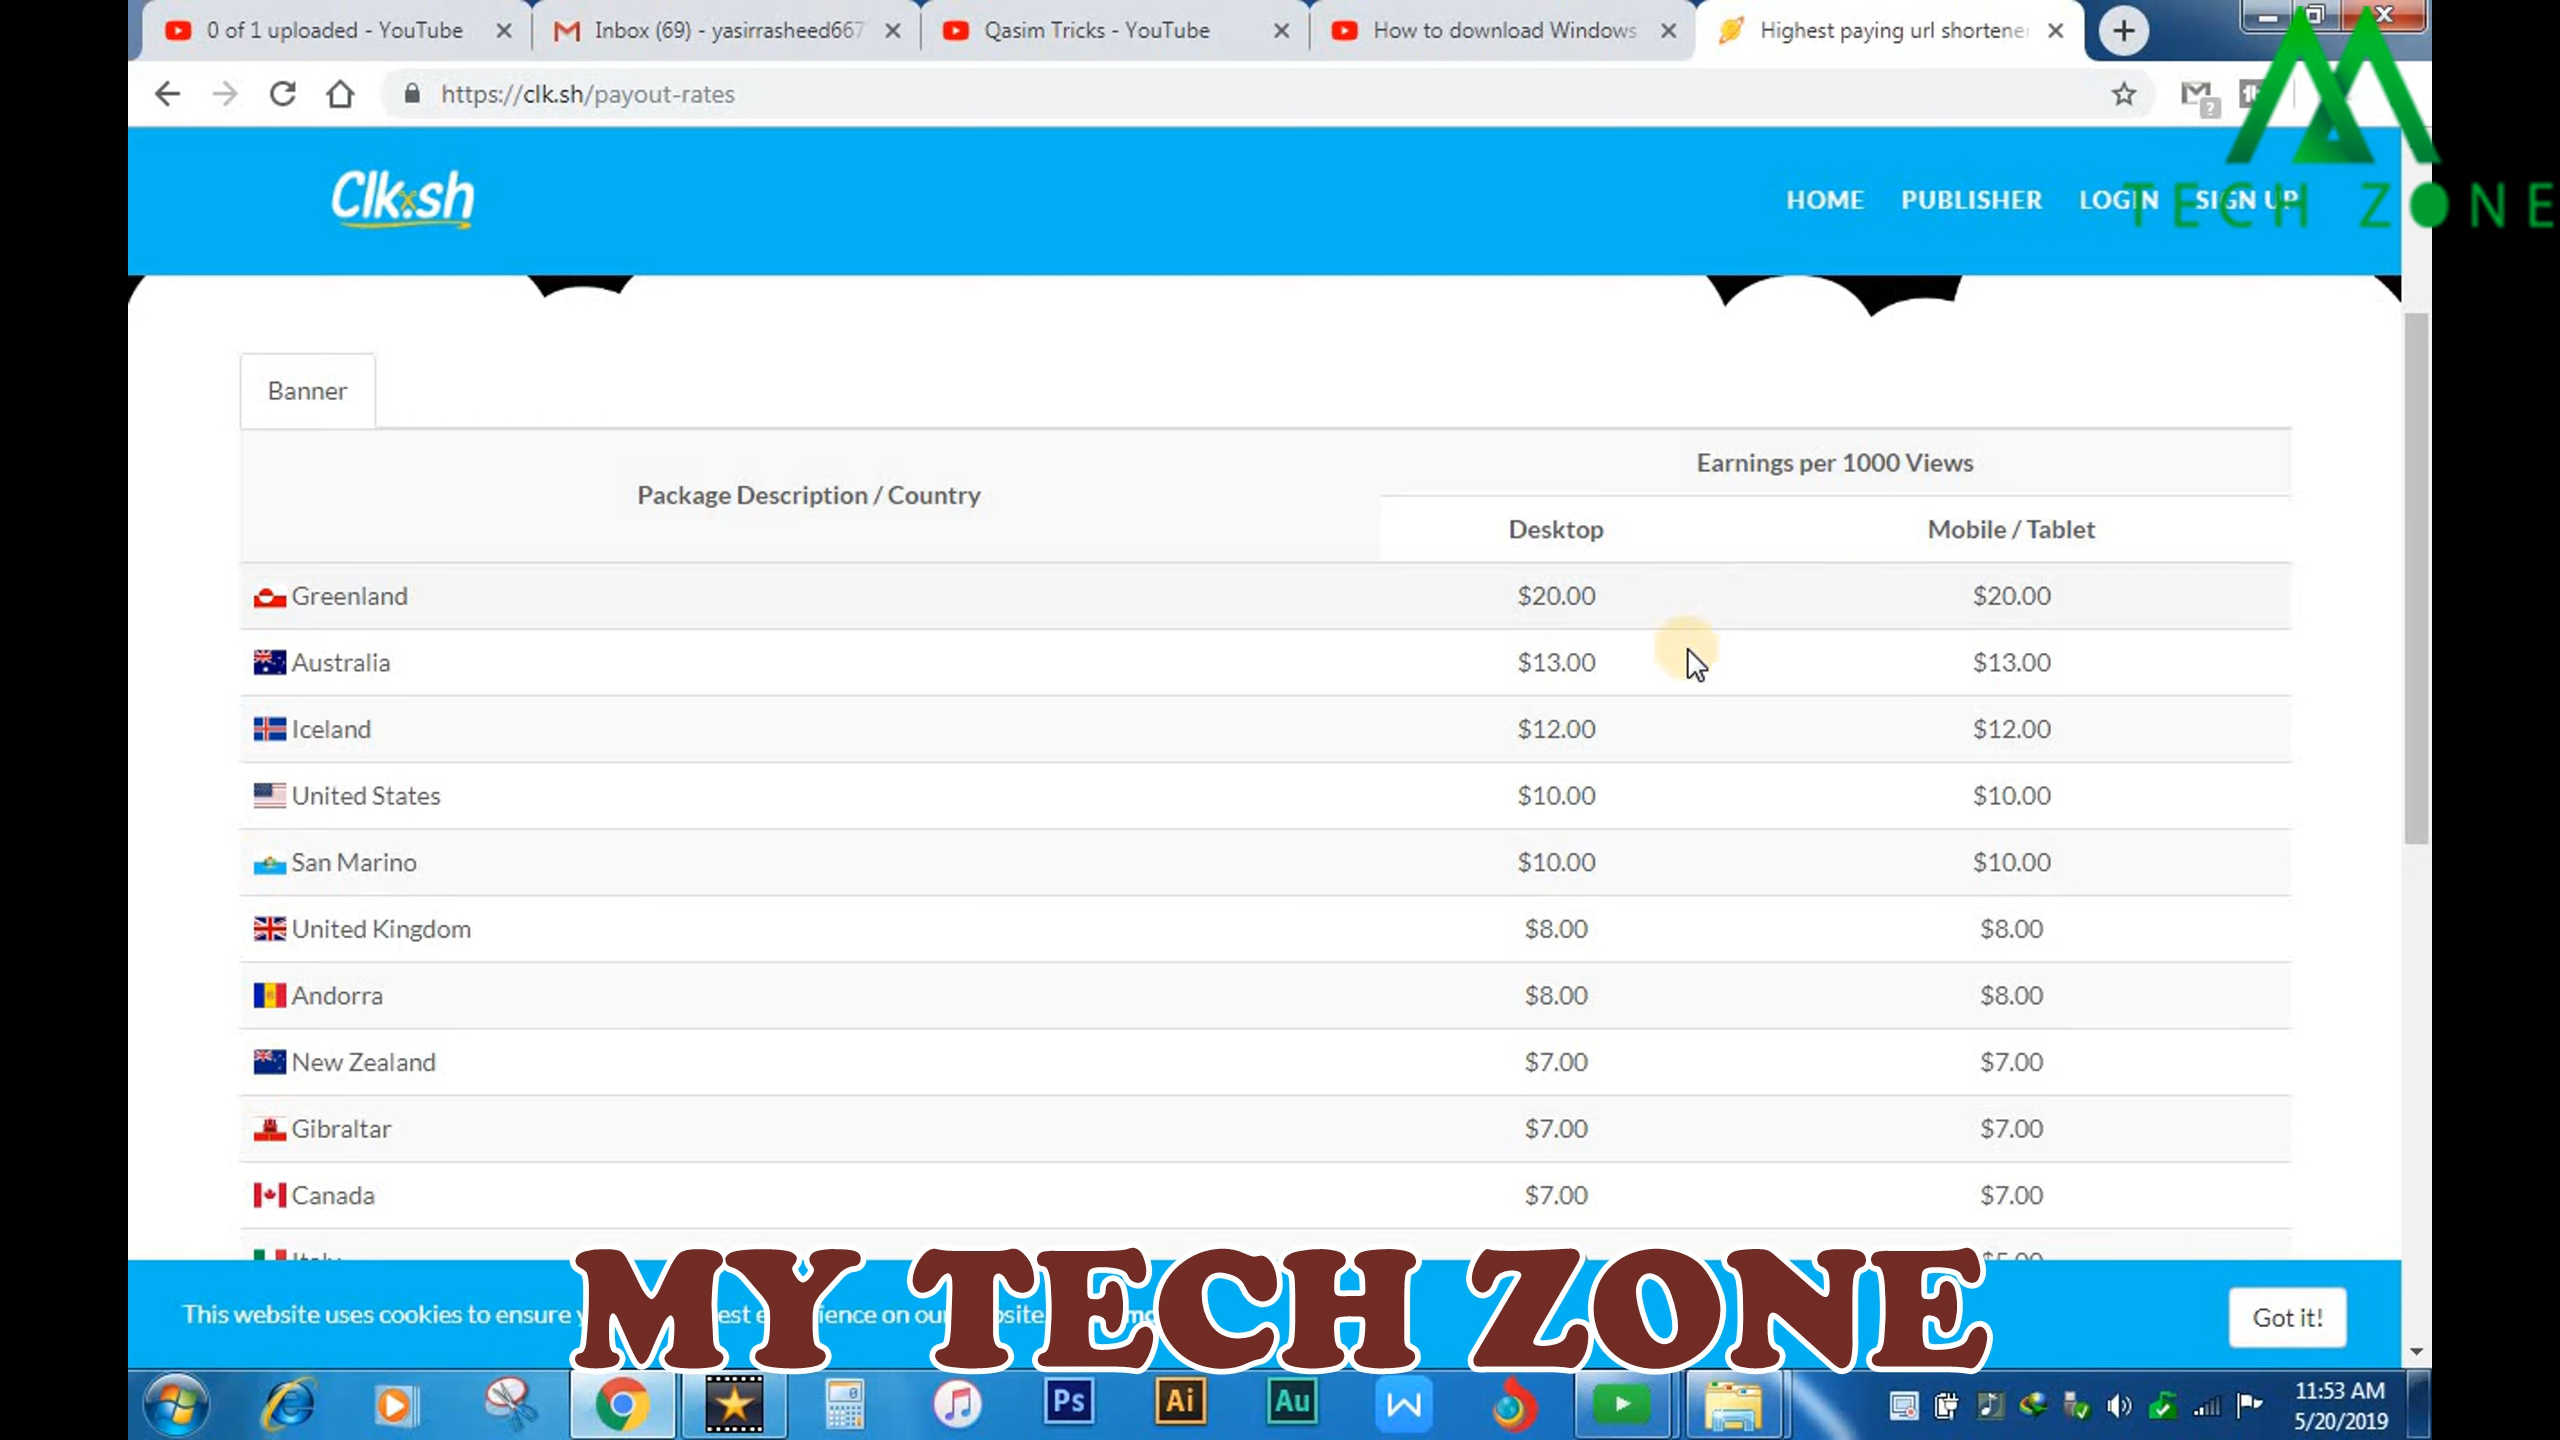 0 of 1 uploaded - YouTube
Inbox (69) - yasirrasheed667
Qasim Tricks - YouTube
How to download Windows
Highest paying url shortener
https://clk.sh/payout-rates
Clk.sh
HOME PUBLISHER LOGIN SIGN UP
TECH ZONE
Banner
Package Description / Country
Earnings per 1000 Views
Desktop Mobile / Tablet
Greenland $20.00 $20.00
Australia $13.00 $13.00
Iceland $12.00 $12.00
United States $10.00 $10.00
San Marino $10.00 $10.00
United Kingdom $8.00 $8.00
Andorra $8.00 $8.00
New Zealand $7.00 $7.00
Gibraltar $7.00 $7.00
Canada $7.00 $7.00
This website uses cookies to ensure
on our
Got it!
MY TECH ZONE
Ps
Ai
Au
11:53 AM
5/20/2019